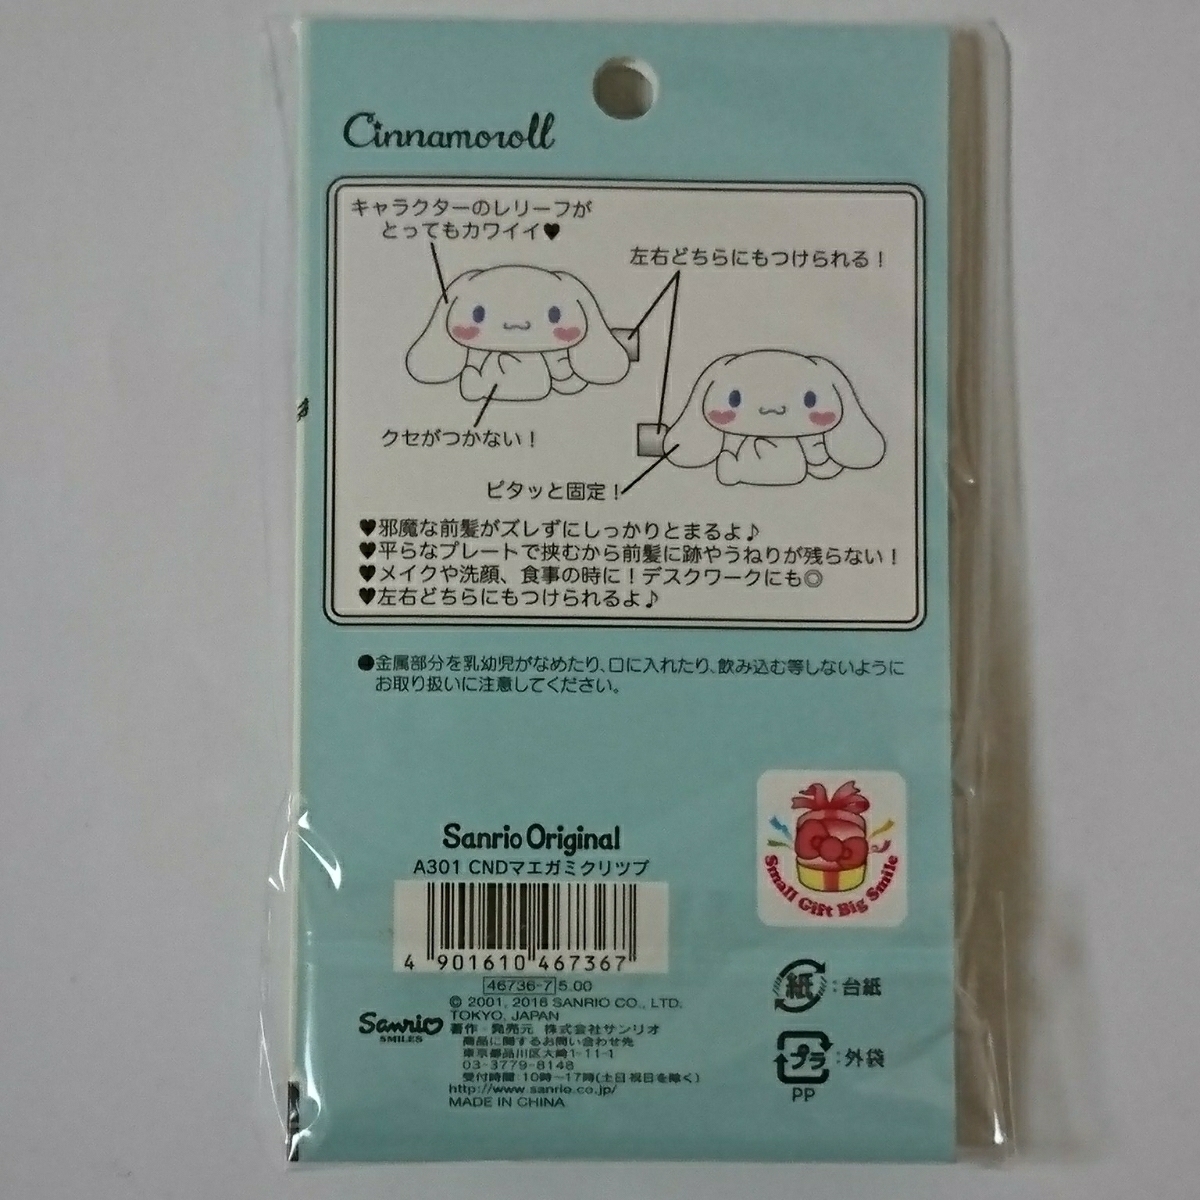 Cinnamoroll
キャラクターのレリーフが
とってもカワイイ♥
左右どちらにもつけられる！
クセがつかない！
ピタッと固定！
♥邪魔な前髪がズレずにしっかりとまるよ♪
♥平らなプレートで挟むから前髪に跡やうねりが残らない！
♥メイクや洗顔、食事の時に！デスクワークにも◎
♥左右どちらにもつけられるよ♪
●金属部分を乳幼児がなめたり、口に入れたり、飲み込む等しないように
お取り扱いに注意してください。
Sanrio Original
A301 CNDマエガミクリツプ
4 901610 467367
46736-7 5.00
© 2001, 2016 SANRIO CO., LTD.
TOKYO, JAPAN
Sanrio
SMILES
著作・発売元 株式会社サンリオ
商品に関するお問い合わせ先
東京都品川区大崎1-11-1
03-3779-8148
受付時間:10時〜17時(土日祝日を除く)
http://www.sanrio.co.jp/
MADE IN CHINA
Small Gift Big Smile
紙:台紙
プラ:外袋
PP